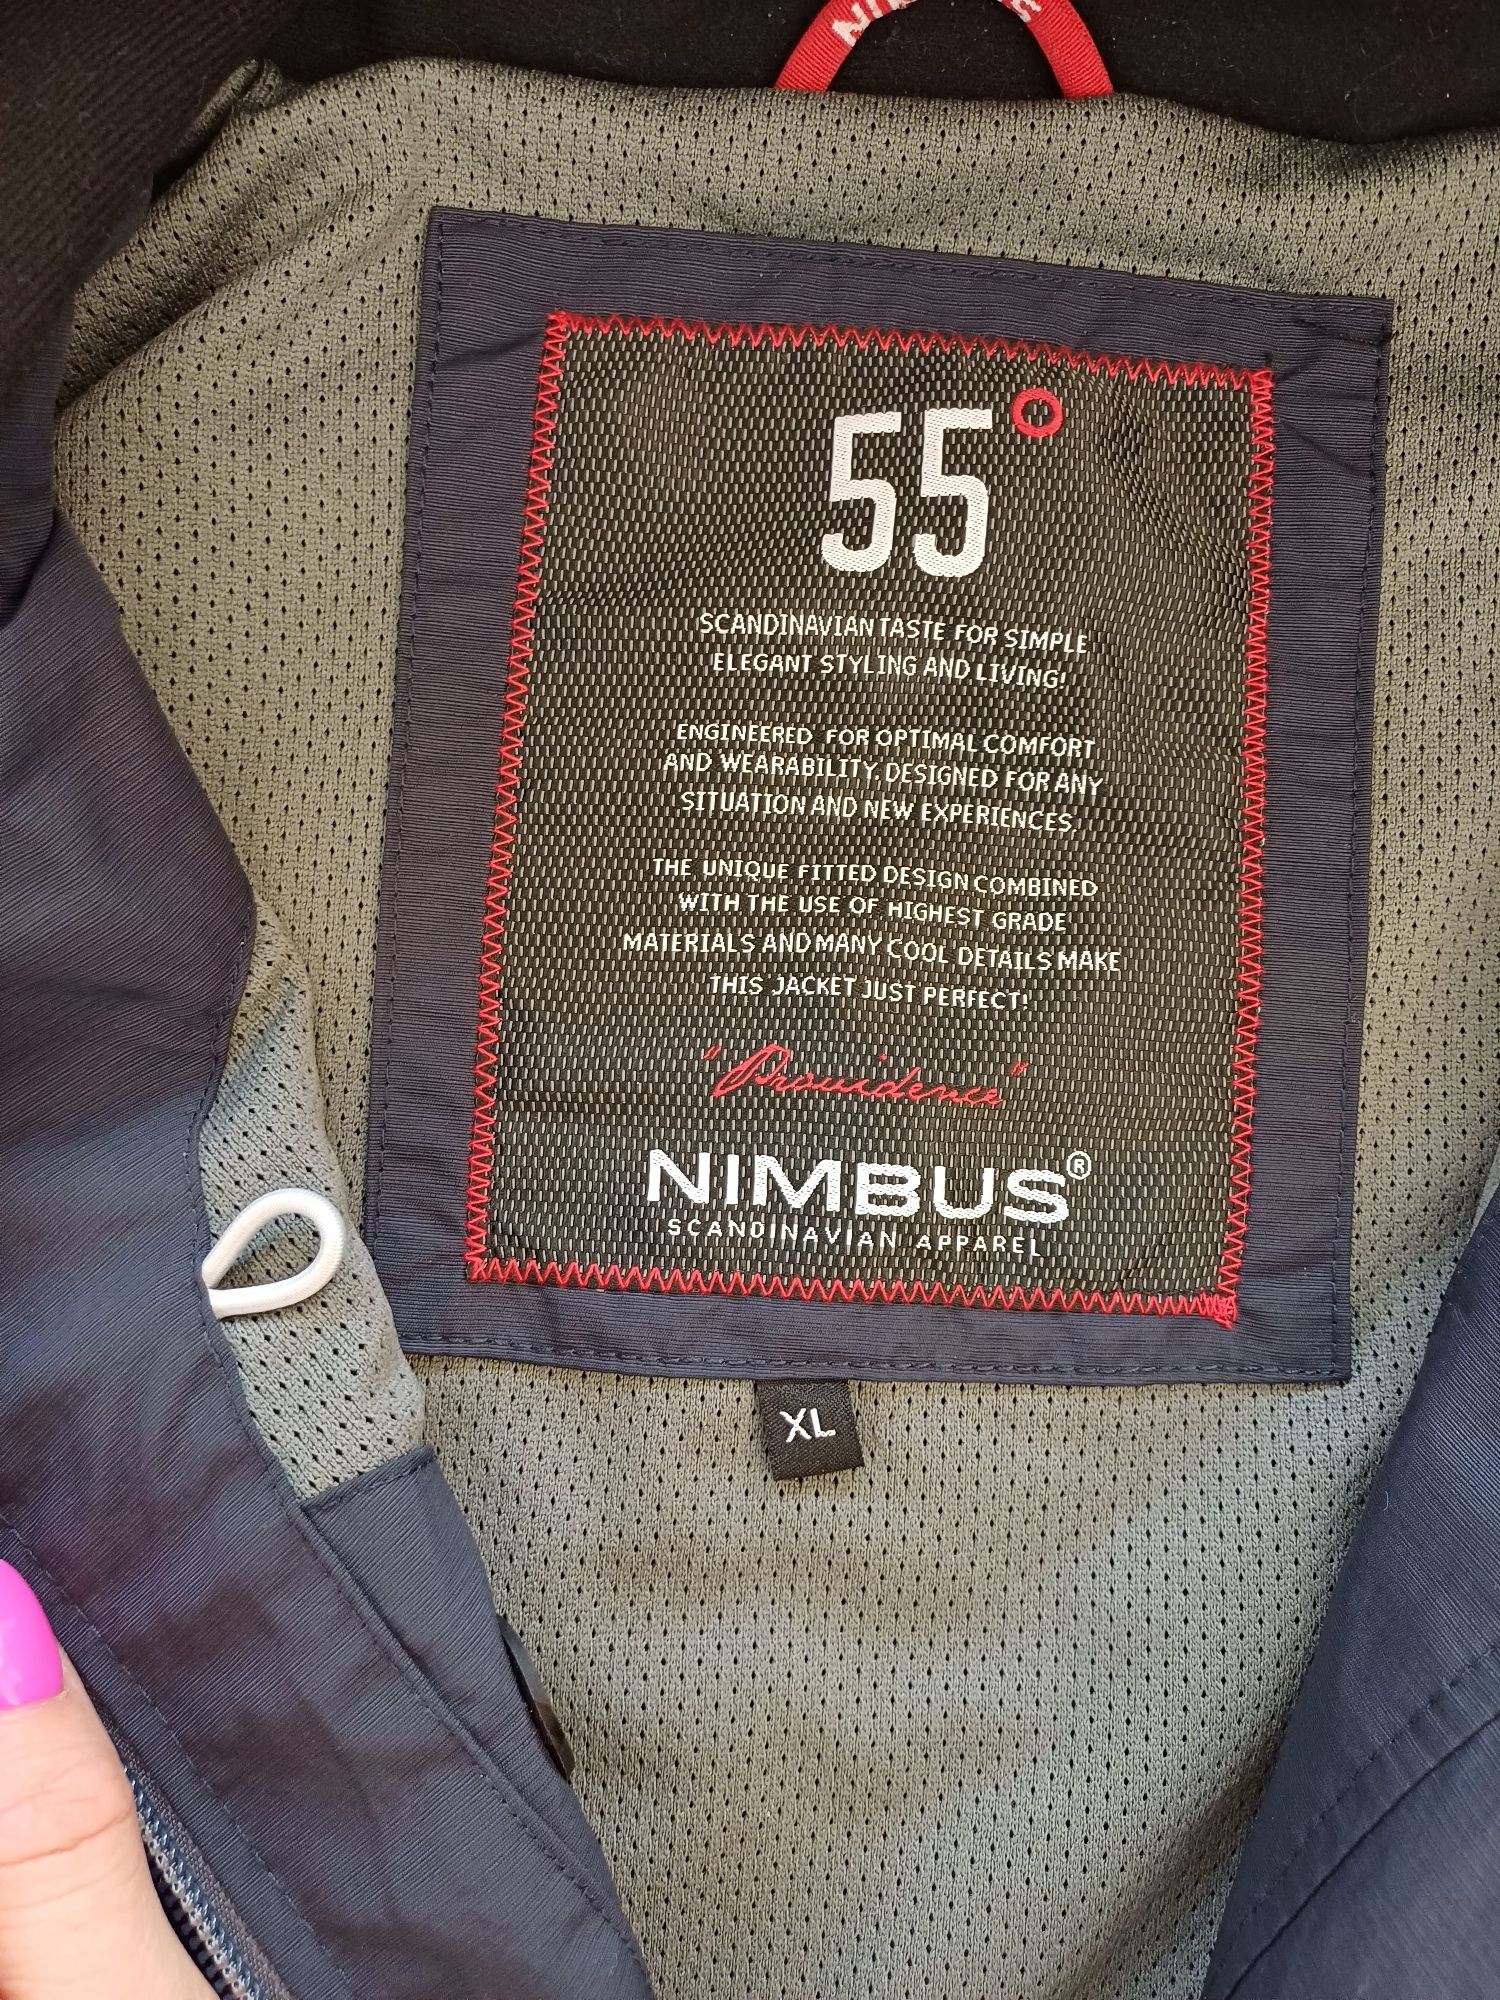 55°
SCANDINAVIAN TASTE FOR SIMPLE
ELEGANT STYLING AND LIVING!
ENGINEERED FOR OPTIMAL COMFORT
AND WEARABILITY. DESIGNED FOR ANY
SITUATION AND NEW EXPERIENCES.
THE UNIQUE FITTED DESIGN COMBINED
WITH THE USE OF HIGHEST GRADE
MATERIALS AND MANY COOL DETAILS MAKE
THIS JACKET JUST PERFECT!
"Providence"
NIMBUS®
SCANDINAVIAN APPAREL
XL